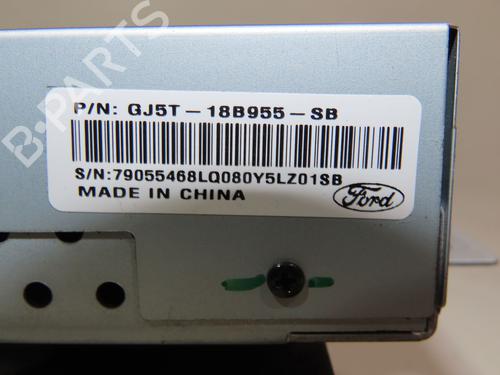 P/N: GJ5T-18B955-SB
S/N:79055468LQ080Y5LZ01SB
MADE IN CHINA
Ford
B-PARTS